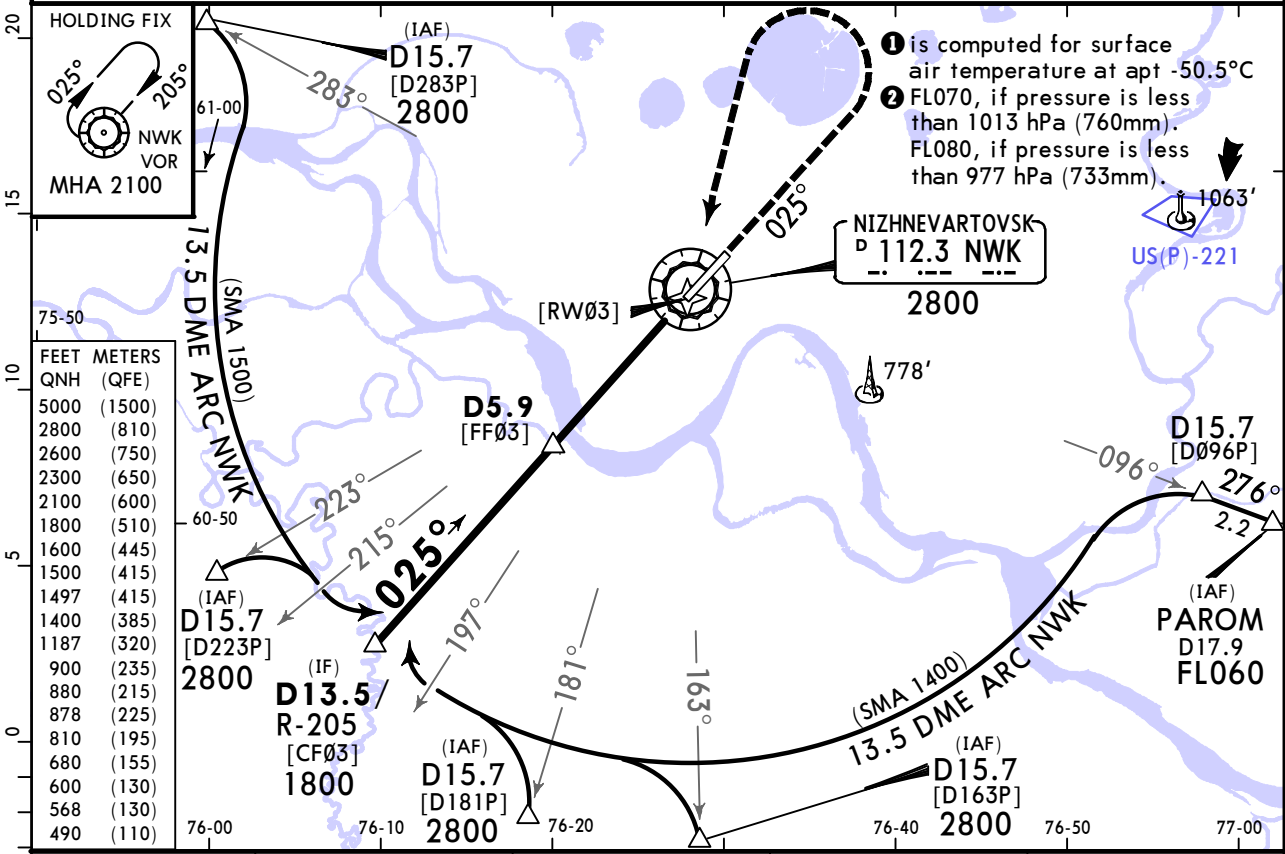 HOLDING FIX
025°
205°
NWK
VOR
MHA 2100
61-00
(IAF)
D15.7
[D283P]
2800
283°
❶ is computed for surface
air temperature at apt -50.5°C
❷ FL070, if pressure is less
than 1013 hPa (760mm).
FL080, if pressure is less
than 977 hPa (733mm).
1063'
US(P)-221
025°
NIZHNEVARTOVSK
D 112.3 NWK
-. .-- -.-
2800
[RWØ3]
778'
20
15
10
5
0
75-50
13.5 DME ARC NWK
(SMA 1500)
FEET METERS
QNH (QFE)
5000 (1500)
2800 (810)
2600 (750)
2300 (650)
2100 (600)
1800 (510)
1600 (445)
1500 (415)
1497 (415)
1400 (385)
1187 (320)
900 (235)
880 (215)
878 (225)
810 (195)
680 (155)
600 (130)
568 (130)
490 (110)
D5.9
[FFØ3]
60-50
223°
215°
025°
197°
181°
163°
(IAF)
D15.7
[D223P]
2800
(IF)
D13.5
R-205
[CFØ3]
1800
(IAF)
D15.7
[D181P]
2800
(SMA 1400)
13.5 DME ARC NWK
(IAF)
D15.7
[D163P]
2800
096°
D15.7
[DØ96P]
276°
2.2
(IAF)
PAROM
D17.9
FL060
76-00
76-10
76-20
76-40
76-50
77-00